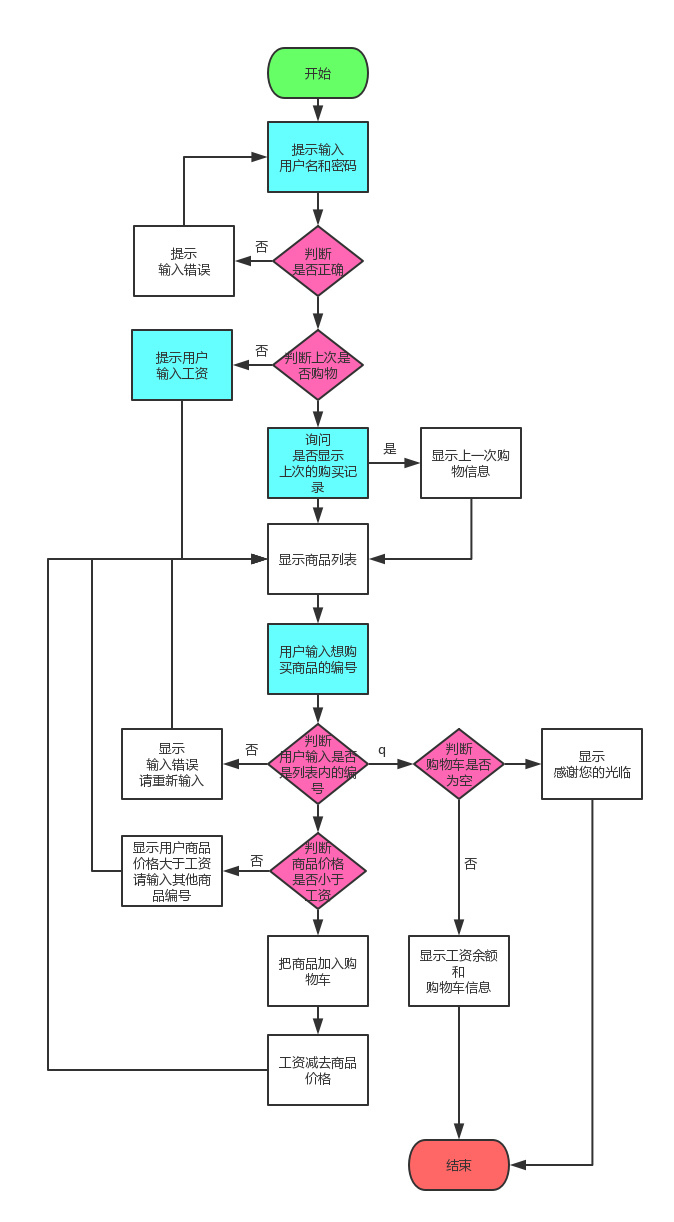 开始
提示输入
用户名和密码
否
判断
是否正确
提示
输入错误
否
判断上次是
否购物
提示用户
输入工资
询问
是否显示
上次的购买记
录
是
显示上一次购
物信息
显示商品列表
用户输入想购
买商品的编号
显示
输入错误
请重新输入
否
判断
用户输入是否
是列表内的编
号
q
判断
购物车是否
为空
显示
感谢您的光临
显示用户商品
价格大于工资
请输入其他商
品编号
否
判断
商品价格
是否小于
工资
否
把商品加入购
物车
显示工资余额
和
购物车信息
工资减去商品
价格
结束